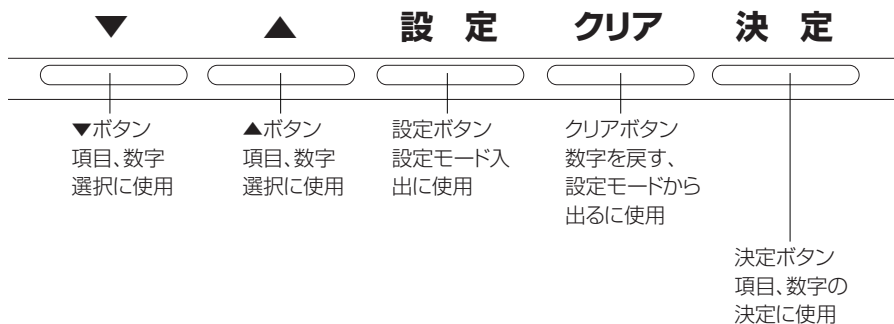 ▼ ▲ 設 定 クリア 決 定
▼ボタン
項目、数字
選択に使用
▲ボタン
項目、数字
選択に使用
設定ボタン
設定モード入
出に使用
クリアボタン
数字を戻す、
設定モードから
出るに使用
決定ボタン
項目、数字の
決定に使用